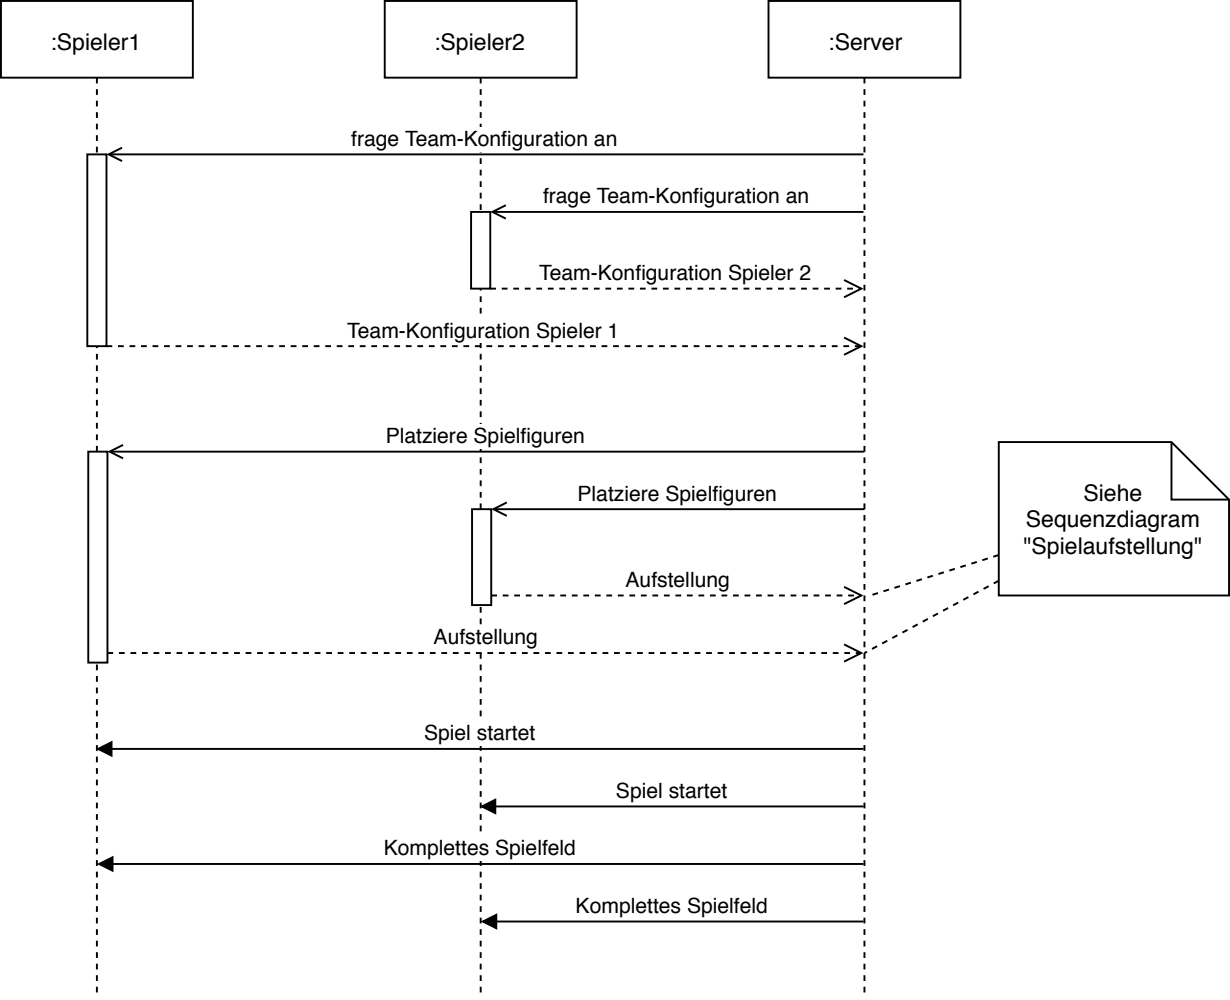 :Spieler1
:Spieler2
:Server
frage Team-Konfiguration an
frage Team-Konfiguration an
Team-Konfiguration Spieler 2
Team-Konfiguration Spieler 1
Platziere Spielfiguren
Platziere Spielfiguren
Siehe
Sequenzdiagram
"Spielaufstellung"
Aufstellung
Aufstellung
Spiel startet
Spiel startet
Komplettes Spielfeld
Komplettes Spielfeld